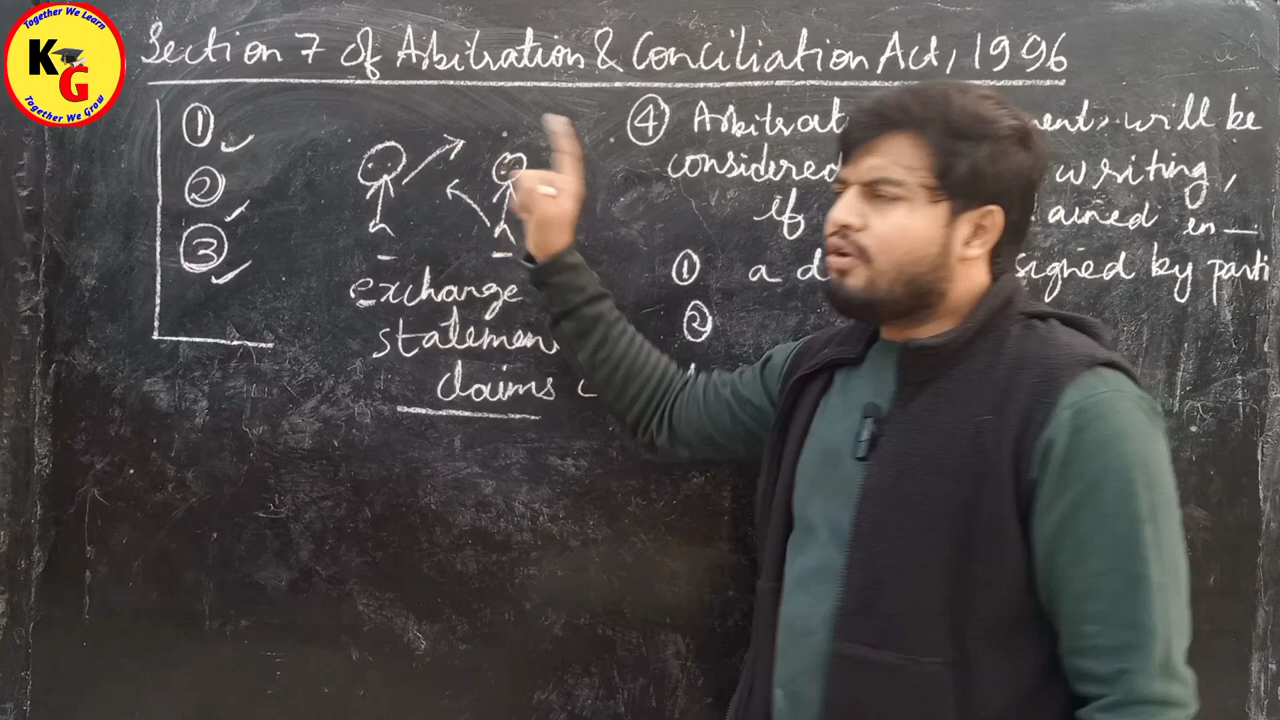 Together We Learn
KG
Together We Grow
Section 7 Of Arbitration & Conciliation Act, 1996
①
②
③
exchange
statemen
claims
④ Arbitrat ment, will be
considered writing,
if ained in _
① a d signed by parti
②